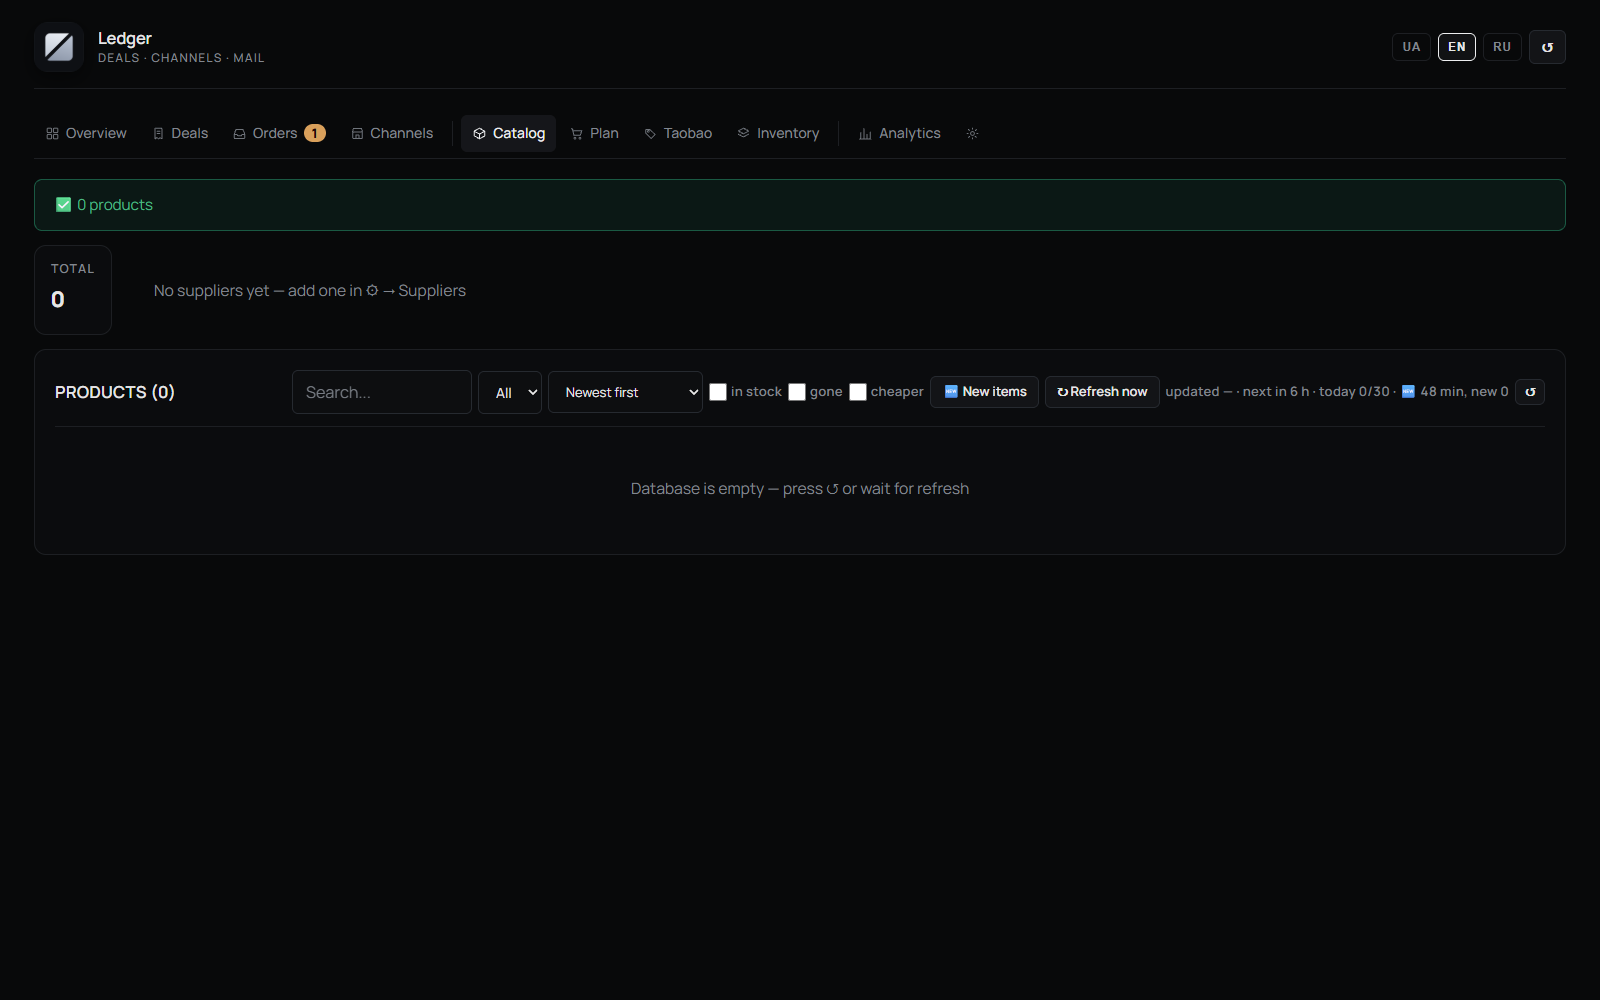 Ledger
DEALS · CHANNELS · MAIL
UA EN RU ↺
Overview Deals Orders 1 Channels Catalog Plan Taobao Inventory Analytics
✅ 0 products
TOTAL
0
No suppliers yet — add one in ⚙ → Suppliers
PRODUCTS (0) Search... All Newest first in stock gone cheaper 🆕 New items ↻ Refresh now updated — · next in 6 h · today 0/30 · 🆕 48 min, new 0 ↺
Database is empty — press ↺ or wait for refresh